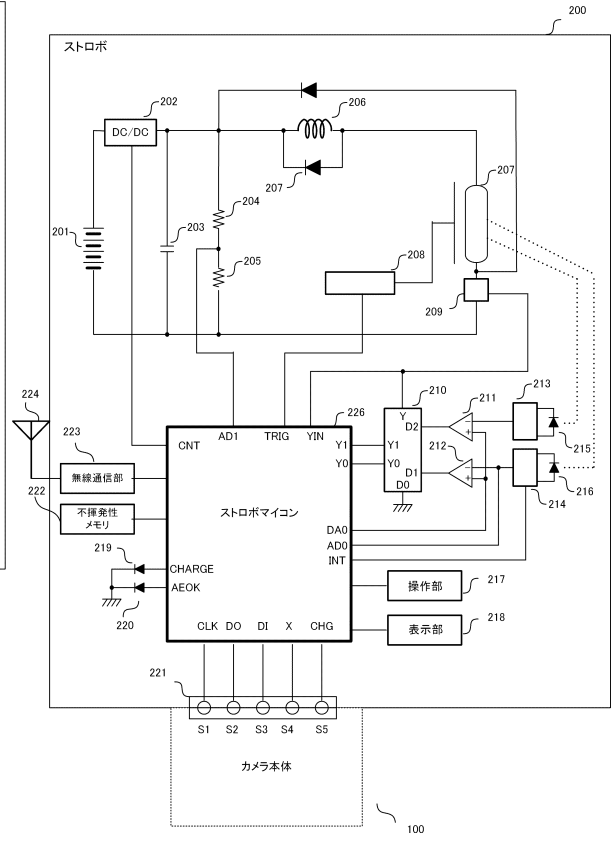 200
ストロボ
202
DC/DC
206
207
204
207
201
203
205
208
209
224
226
210
211
213
AD1
TRIG
YIN
Y
D2
−
+
CNT
Y1
Y1
215
223
212
無線通信部
Y0
Y0
D1
−
+
D0
216
222
214
不揮発性
メモリ
ストロボマイコン
DA0
AD0
219
INT
CHARGE
217
操作部
AEOK
220
218
表示部
CLK
DO
DI
X
CHG
221
S1
S2
S3
S4
S5
カメラ本体
100